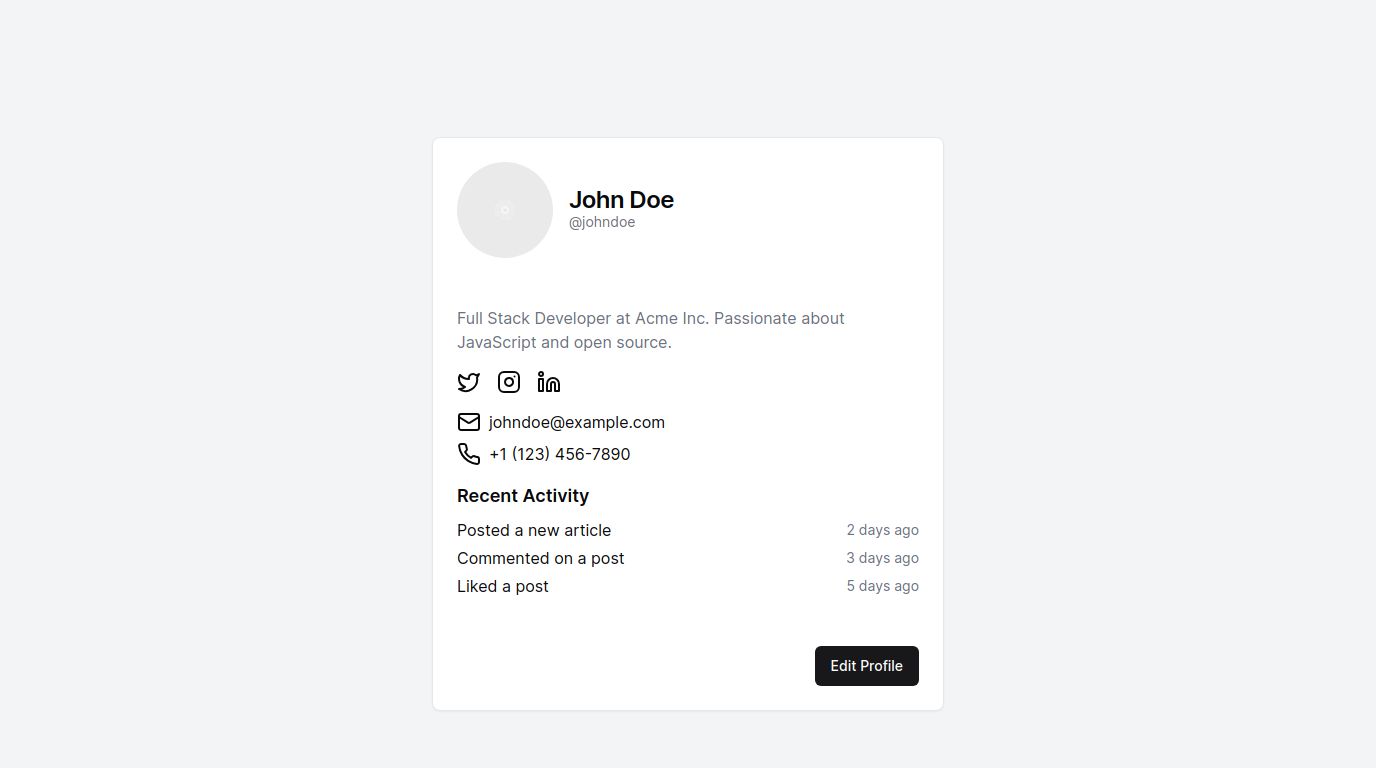 John Doe
@johndoe
Full Stack Developer at Acme Inc. Passionate about
JavaScript and open source.
johndoe@example.com
+1 (123) 456-7890
Recent Activity
Posted a new article 2 days ago
Commented on a post 3 days ago
Liked a post 5 days ago
Edit Profile